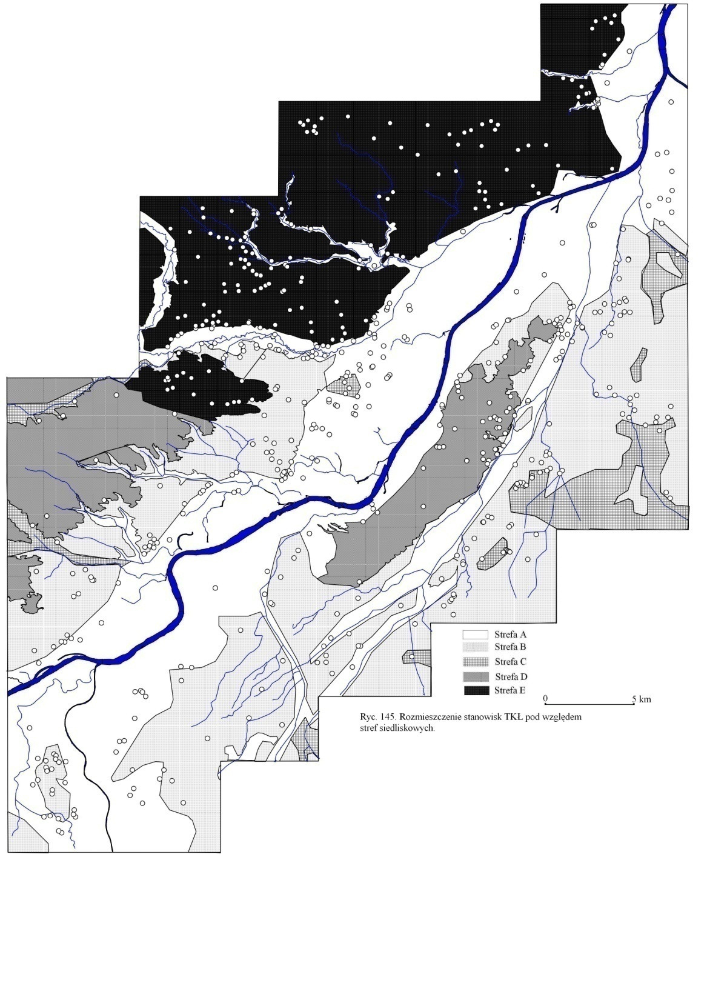 Strefa A
Strefa B
Strefa C
Strefa D
Strefa E
0 5 km
Ryc. 145. Rozmieszczenie stanowisk TKŁ pod względem
stref siedliskowych.